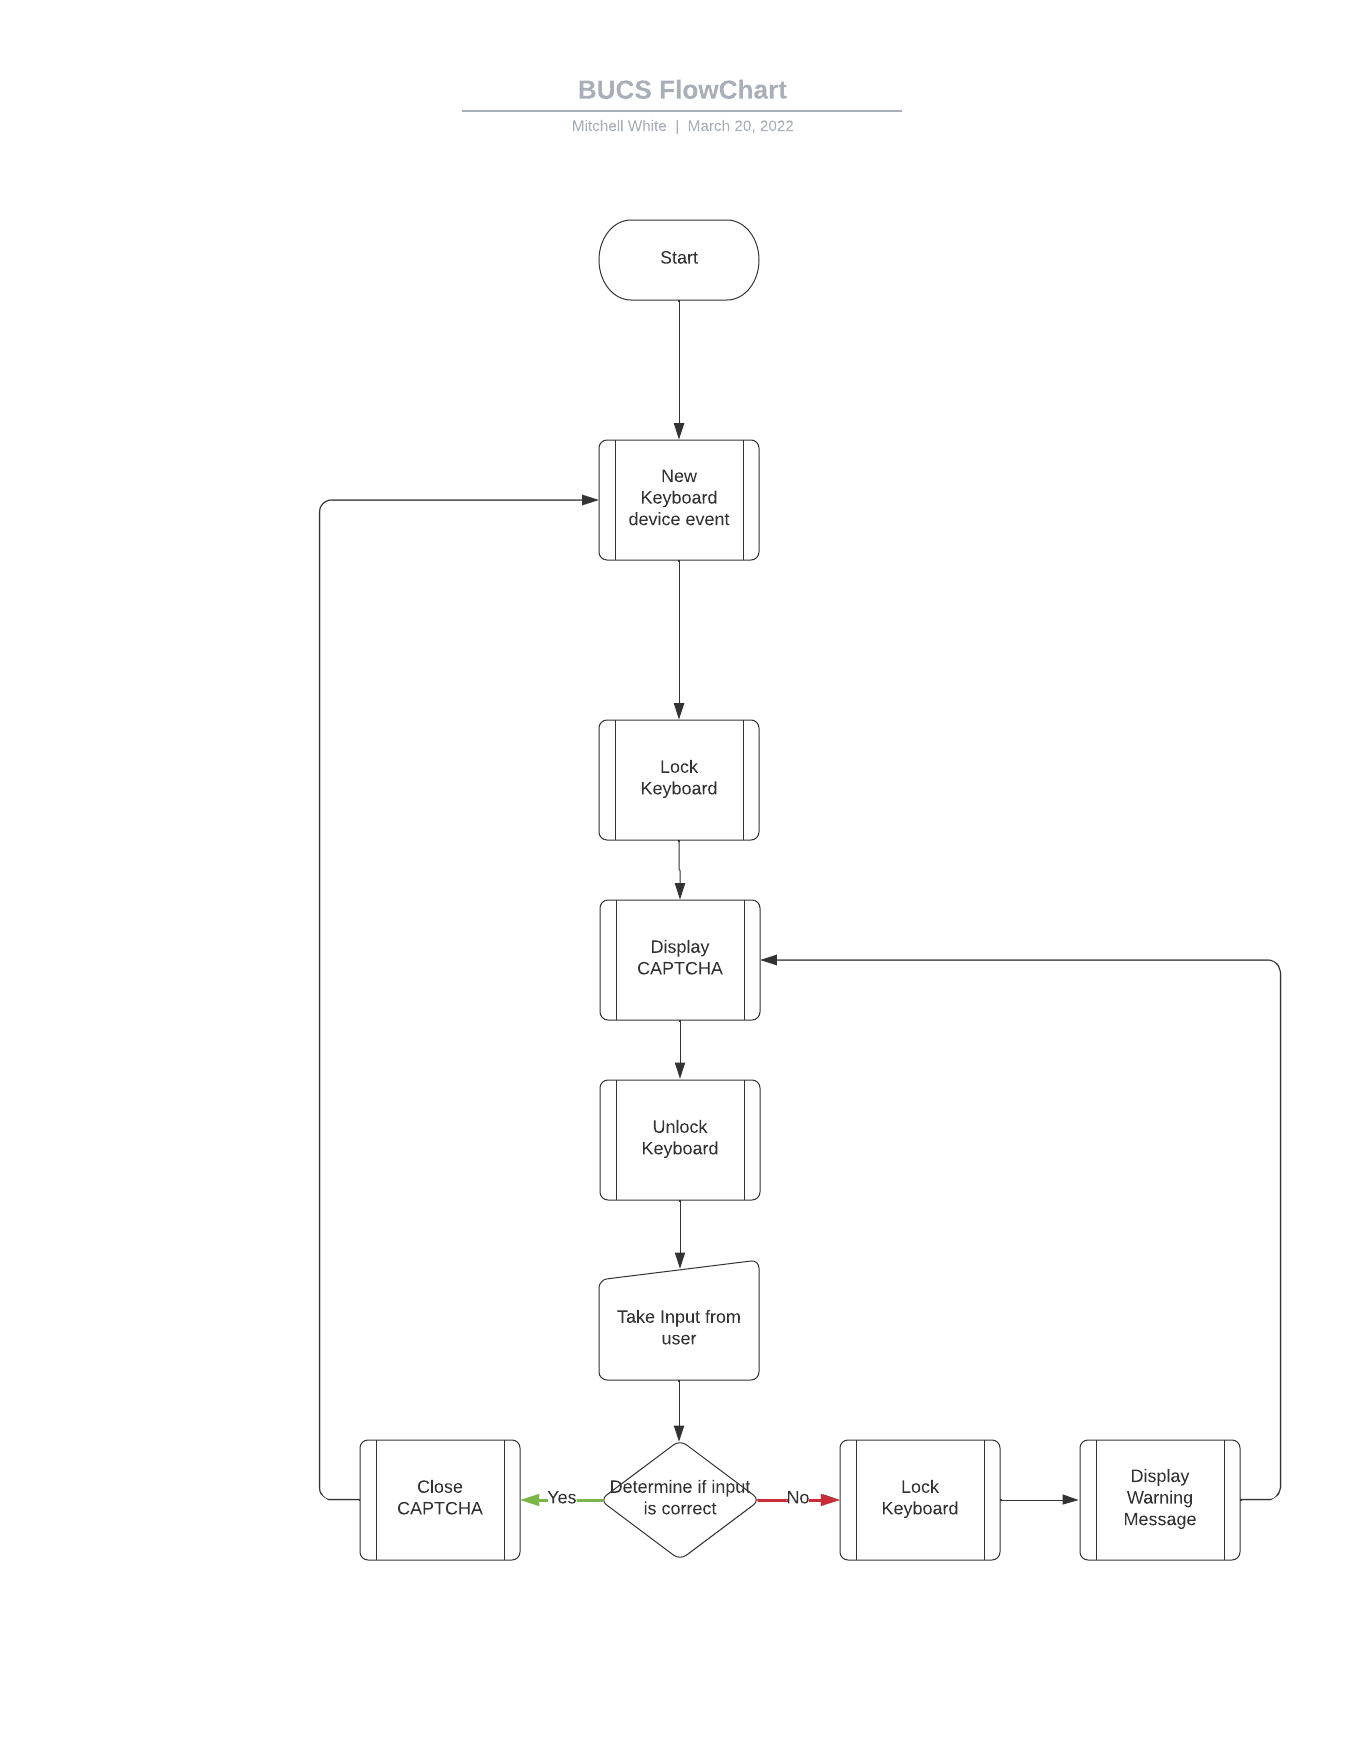 BUCS FlowChart
Mitchell White | March 20, 2022
Start
New
Keyboard
device event
Lock
Keyboard
Display
CAPTCHA
Unlock
Keyboard
Take Input from
user
Determine if input
is correct
Yes
No
Close
CAPTCHA
Lock
Keyboard
Display
Warning
Message